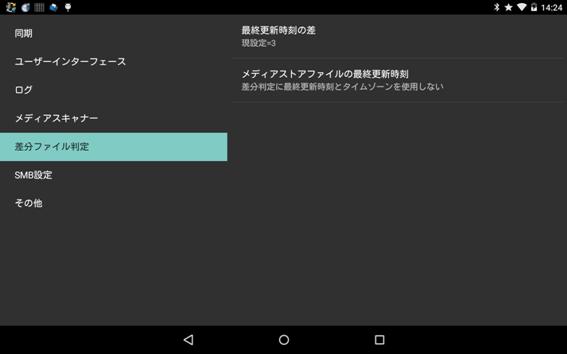 14:24
同期
ユーザーインターフェース
ログ
メディアスキャナー
差分ファイル判定
SMB設定
その他
最終更新時刻の差
現設定=3
メディアストアファイルの最終更新時刻
差分判定に最終更新時刻とタイムゾーンを使用しない